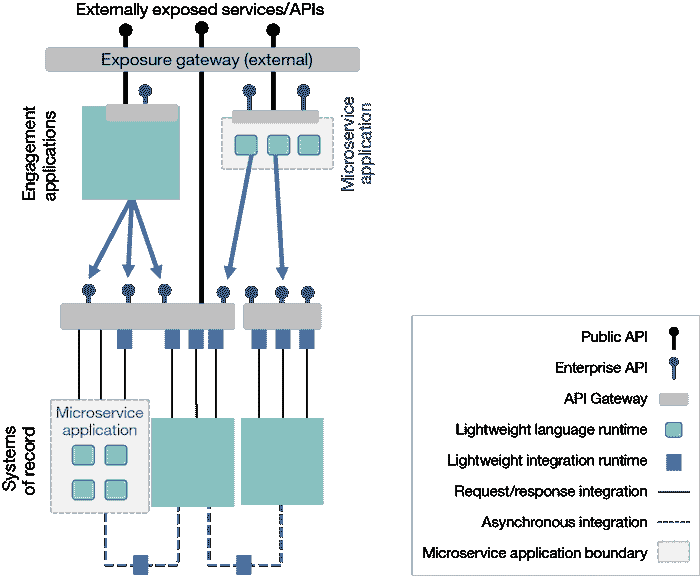 Externally exposed services/APIs
Exposure gateway (external)
Engagement
applications
Microservice
application
Systems
of record
Microservice
application
Public API
Enterprise API
API Gateway
Lightweight language runtime
Lightweight integration runtime
Request/response integration
Asynchronous integration
Microservice application boundary